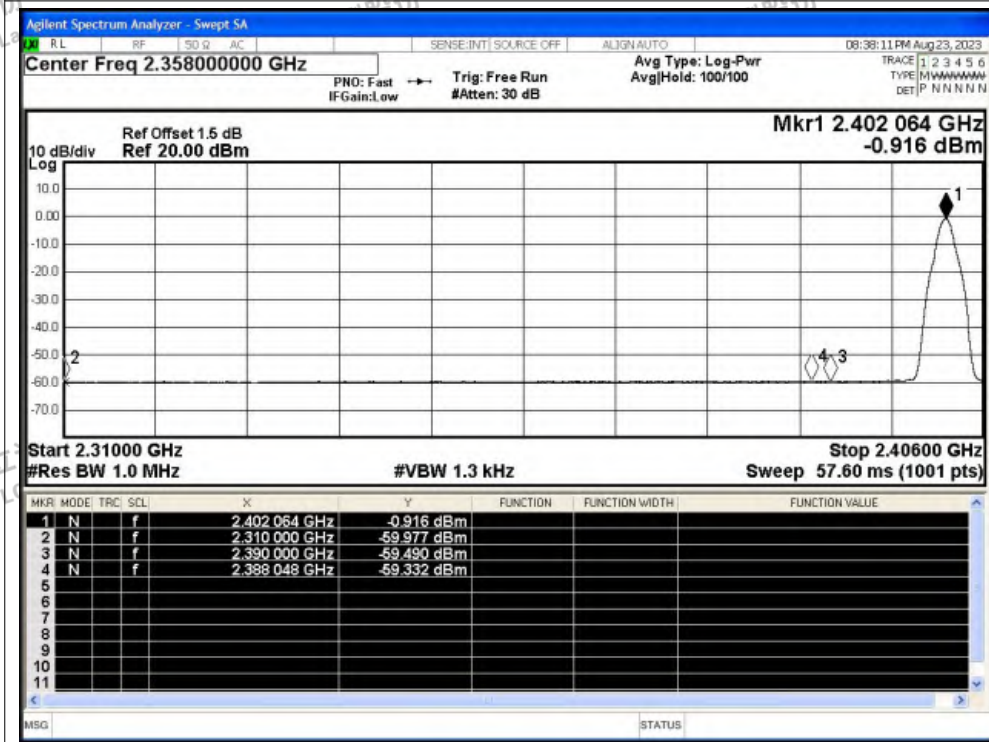 Agilent Spectrum Analyzer - Swept SA
LXI RL RF 50 Ω AC SENSE:INT SOURCE OFF ALIGN AUTO 08:38:11 PM Aug 23, 2023
Center Freq 2.358000000 GHz Avg Type: Log-Pwr TRACE 1 2 3 4 5 6
PNO: Fast Trig: Free Run Avg|Hold: 100/100 TYPE MWWWWW
IFGain:Low #Atten: 30 dB DET P N N N N N
Mkr1 2.402 064 GHz
-0.916 dBm
Ref Offset 1.5 dB
10 dB/div Ref 20.00 dBm
Log
10.0
0.00
-10.0
-20.0
-30.0
-40.0
-50.0
-60.0
-70.0
1
2
4 3
Start 2.31000 GHz Stop 2.40600 GHz
#Res BW 1.0 MHz #VBW 1.3 kHz Sweep 57.60 ms (1001 pts)
MKR MODE TRC SCL X Y FUNCTION FUNCTION WIDTH FUNCTION VALUE
1 N f 2.402 064 GHz -0.916 dBm
2 N f 2.310 000 GHz -59.977 dBm
3 N f 2.390 000 GHz -59.490 dBm
4 N f 2.388 048 GHz -59.332 dBm
5
6
7
8
9
10
11
MSG STATUS